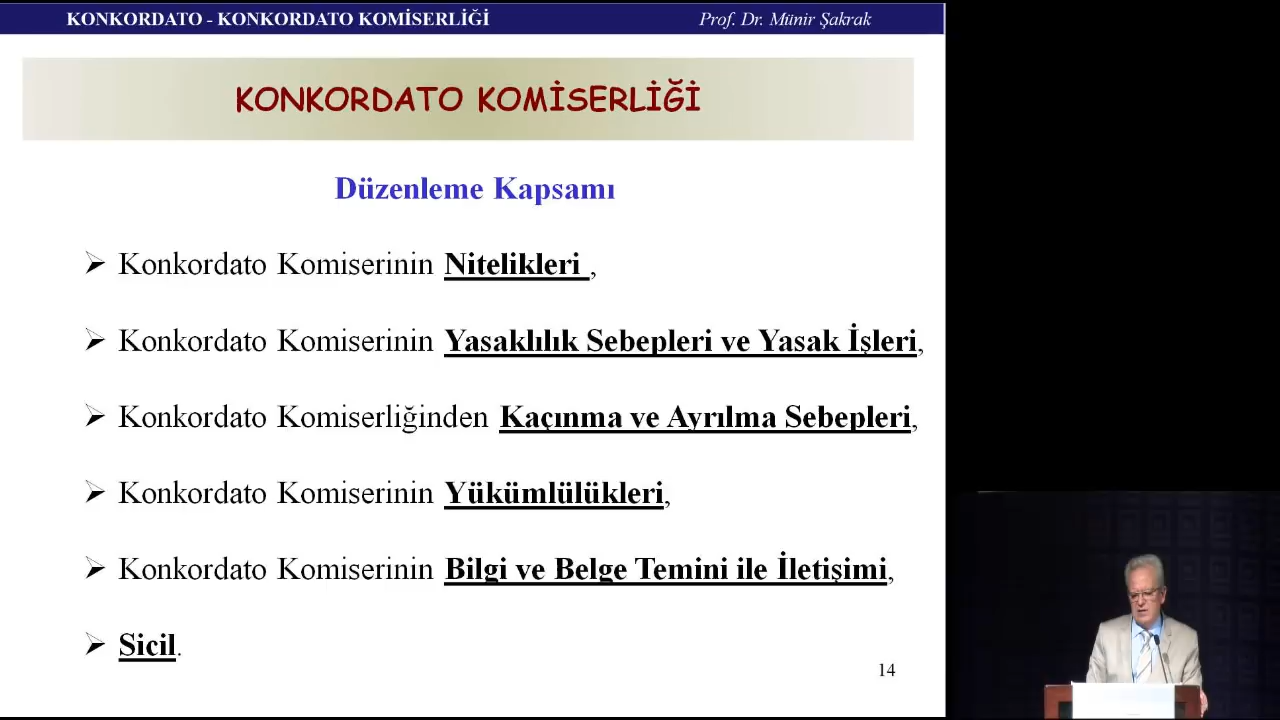 KONKORDATO - KONKORDATO KOMİSERLİĞİ
Prof. Dr. Münir Şakrak
KONKORDATO KOMİSERLİĞİ
Düzenleme Kapsamı
➢ Konkordato Komiserinin Nitelikleri ,
➢ Konkordato Komiserinin Yasaklılık Sebepleri ve Yasak İşleri,
➢ Konkordato Komiserliğinden Kaçınma ve Ayrılma Sebepleri,
➢ Konkordato Komiserinin Yükümlülükleri,
➢ Konkordato Komiserinin Bilgi ve Belge Temini ile İletişimi,
➢ Sicil.
14